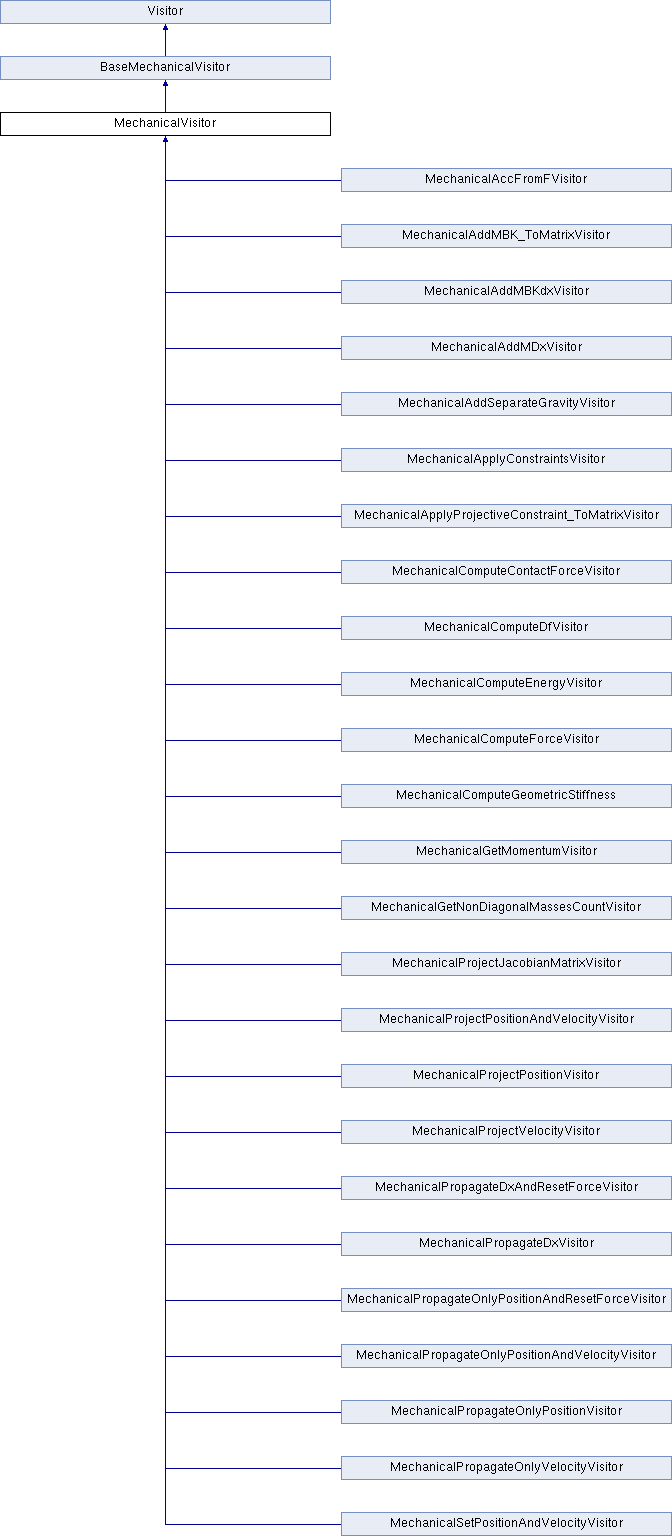 Visitor
BaseMechanicalVisitor
MechanicalVisitor
MechanicalAccFromFVisitor
MechanicalAddMBK_ToMatrixVisitor
MechanicalAddMBKdxVisitor
MechanicalAddMDxVisitor
MechanicalAddSeparateGravityVisitor
MechanicalApplyConstraintsVisitor
MechanicalApplyProjectiveConstraint_ToMatrixVisitor
MechanicalComputeContactForceVisitor
MechanicalComputeDfVisitor
MechanicalComputeEnergyVisitor
MechanicalComputeForceVisitor
MechanicalComputeGeometricStiffness
MechanicalGetMomentumVisitor
MechanicalGetNonDiagonalMassesCountVisitor
MechanicalProjectJacobianMatrixVisitor
MechanicalProjectPositionAndVelocityVisitor
MechanicalProjectPositionVisitor
MechanicalProjectVelocityVisitor
MechanicalPropagateDxAndResetForceVisitor
MechanicalPropagateDxVisitor
MechanicalPropagateOnlyPositionAndResetForceVisitor
MechanicalPropagateOnlyPositionAndVelocityVisitor
MechanicalPropagateOnlyPositionVisitor
MechanicalPropagateOnlyVelocityVisitor
MechanicalSetPositionAndVelocityVisitor